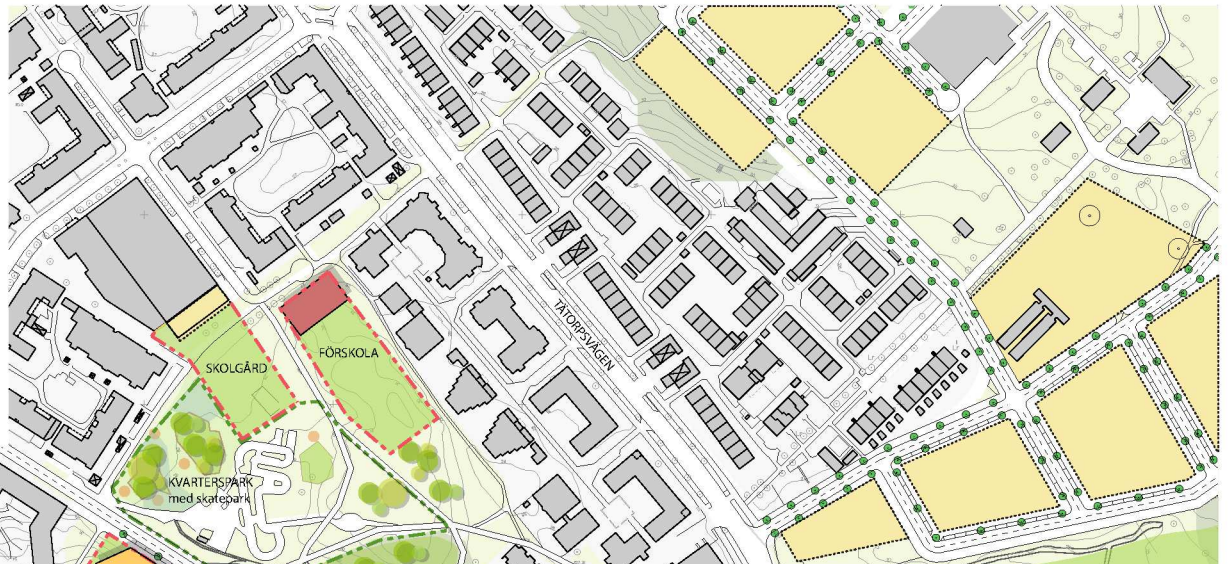 TÄTORPSVÄGEN
FÖRSKOLA
SKOLGÅRD
KVARTERSPARK
med skatepark